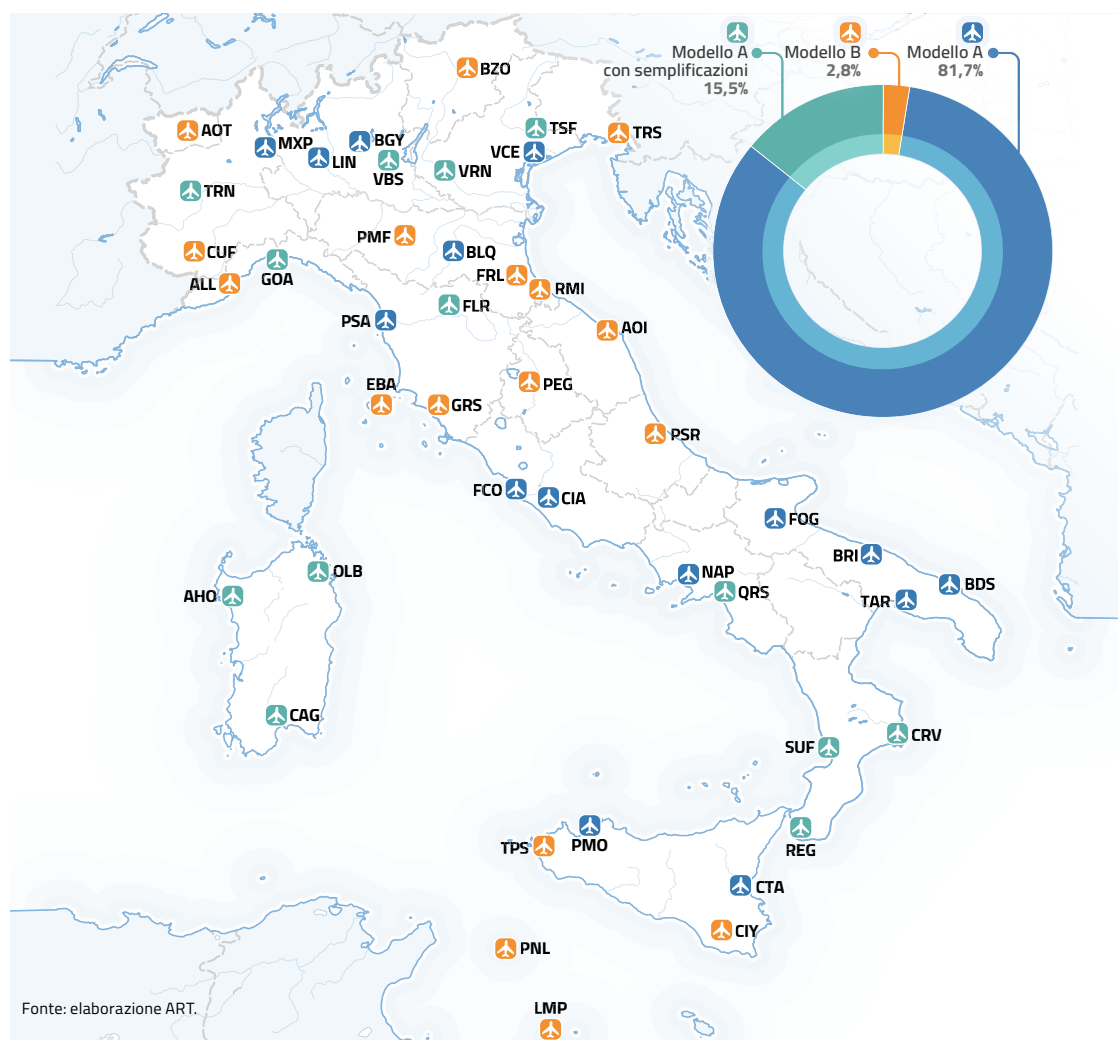 Modello A
con semplificazioni
15,5%
Modello B
2,8%
Modello A
81,7%
BZO
AOT
MXP
LIN
BGY
VBS
TSF
TRS
VCE
VRN
TRN
CUF
GOA
ALL
PMF
BLQ
FRL
RMI
FLR
PSA
AOI
EBA
GRS
PEG
PSR
FCO
CIA
FOG
BRI
BDS
TAR
NAP
QRS
OLB
AHO
CAG
SUF
CRV
REG
TPS
PMO
CTA
CIY
PNL
LMP
Fonte: elaborazione ART.